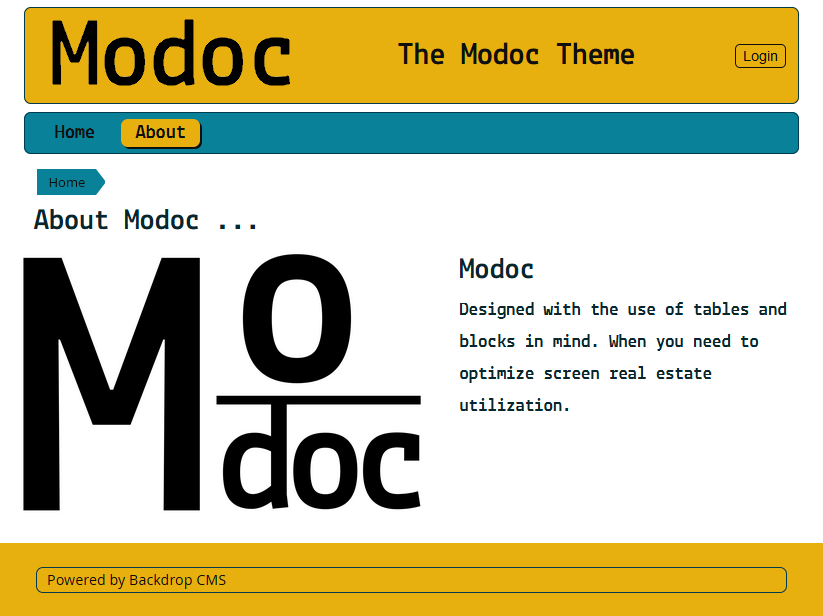 Modoc
The Modoc Theme
Login
Home
About
Home
About Modoc ...
Mo
doc
Modoc
Designed with the use of tables and
blocks in mind. When you need to
optimize screen real estate
utilization.
Powered by Backdrop CMS